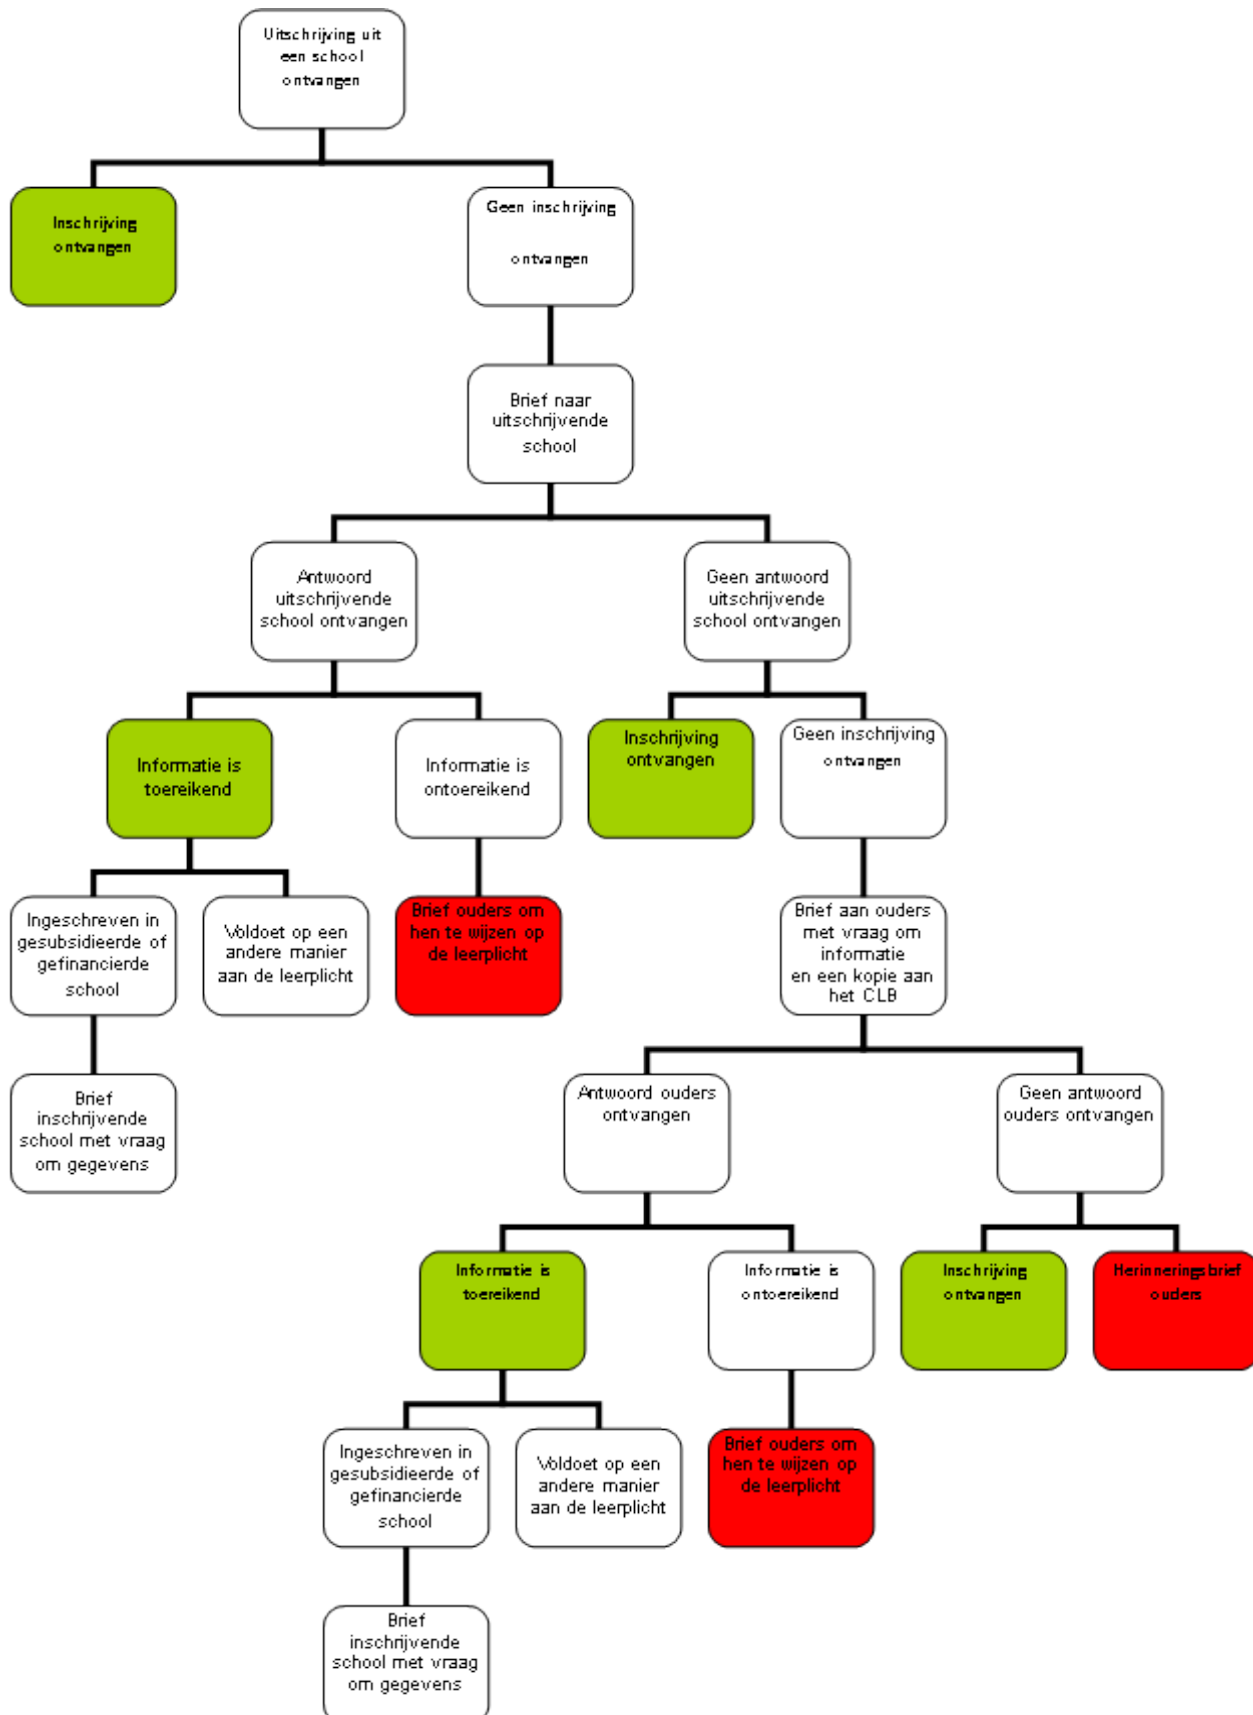 Uitschrijving uit
een school
ontvangen
Inschrijving
ontvangen
Geen inschrijving
ontvangen
Brief naar
uitschrijvende
school
Antwoord
uitschrijvende
school ontvangen
Geen antwoord
uitschrijvende
school ontvangen
Informatie is
toereikend
Informatie is
ontoereikend
Inschrijving
ontvangen
Geen inschrijving
ontvangen
Ingeschreven in
gesubsidieerde of
gefinancierde
school
Voldoet op een
andere manier
aan de leerplicht
Brief ouders om
hen te wijzen op
de leerplicht
Brief aan ouders
met vraag om
informatie
en een kopie aan
het CLB
Brief
inschrijvende
school met vraag
om gegevens
Antwoord ouders
ontvangen
Geen antwoord
ouders ontvangen
Informatie is
toereikend
Informatie is
ontoereikend
Inschrijving
ontvangen
Herinneringsbrief
ouders
Ingeschreven in
gesubsidieerde of
gefinancierde
school
Voldoet op een
andere manier
aan de leerplicht
Brief ouders om
hen te wijzen op
de leerplicht
Brief
inschrijvende
school met vraag
om gegevens